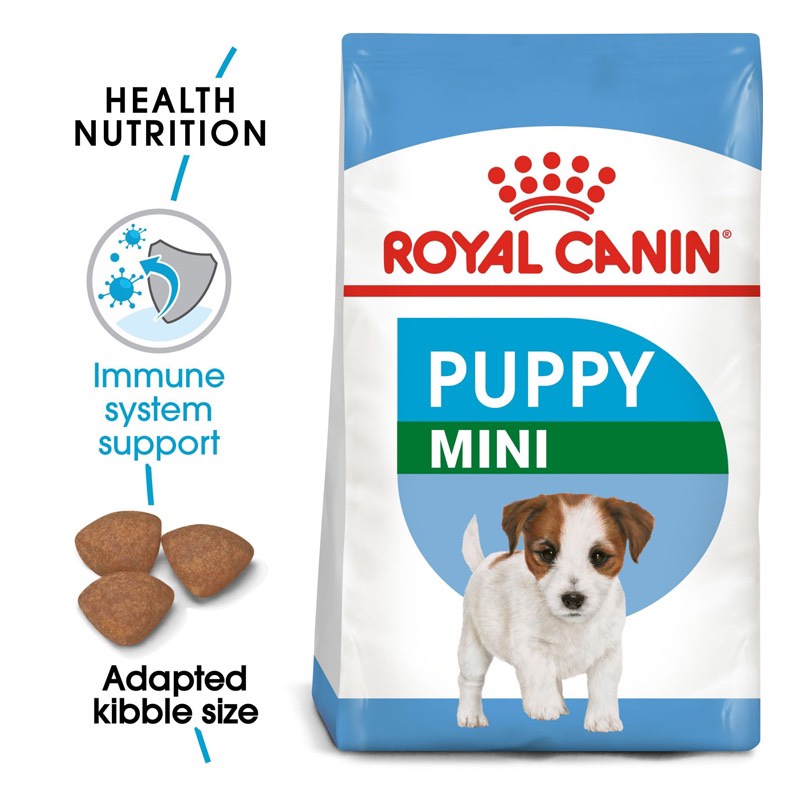 HEALTH
NUTRITION
Immune
system
support
Adapted
kibble size
ROYAL CANIN®
PUPPY
MINI